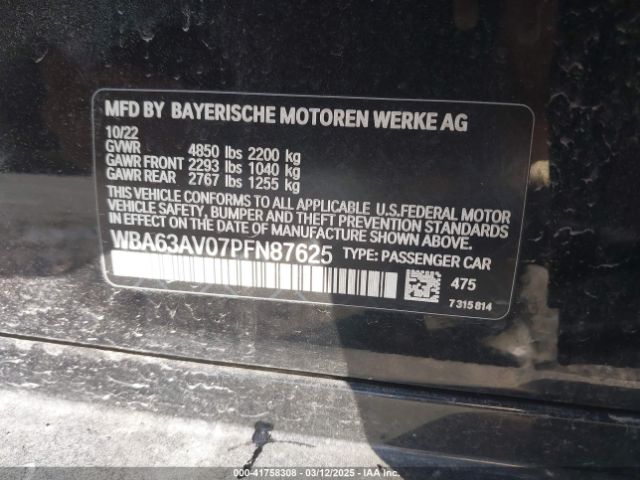 MFD BY BAYERISCHE MOTOREN WERKE AG
10/22
GVWR 4850 lbs 2200 kg
GAWR FRONT 2293 lbs 1040 kg
GAWR REAR 2767 lbs 1255 kg
THIS VEHICLE CONFORMS TO ALL APPLICABLE U.S.FEDERAL MOTOR
VEHICLE SAFETY, BUMPER AND THEFT PREVENTION STANDARDS
IN EFFECT ON THE DATE OF MANUFACTURE SHOWN ABOVE.
WBA63AV07PFN87625 TYPE: PASSENGER CAR
475
7315814
000-41758308 - 03/12/2025 - IAA Inc.